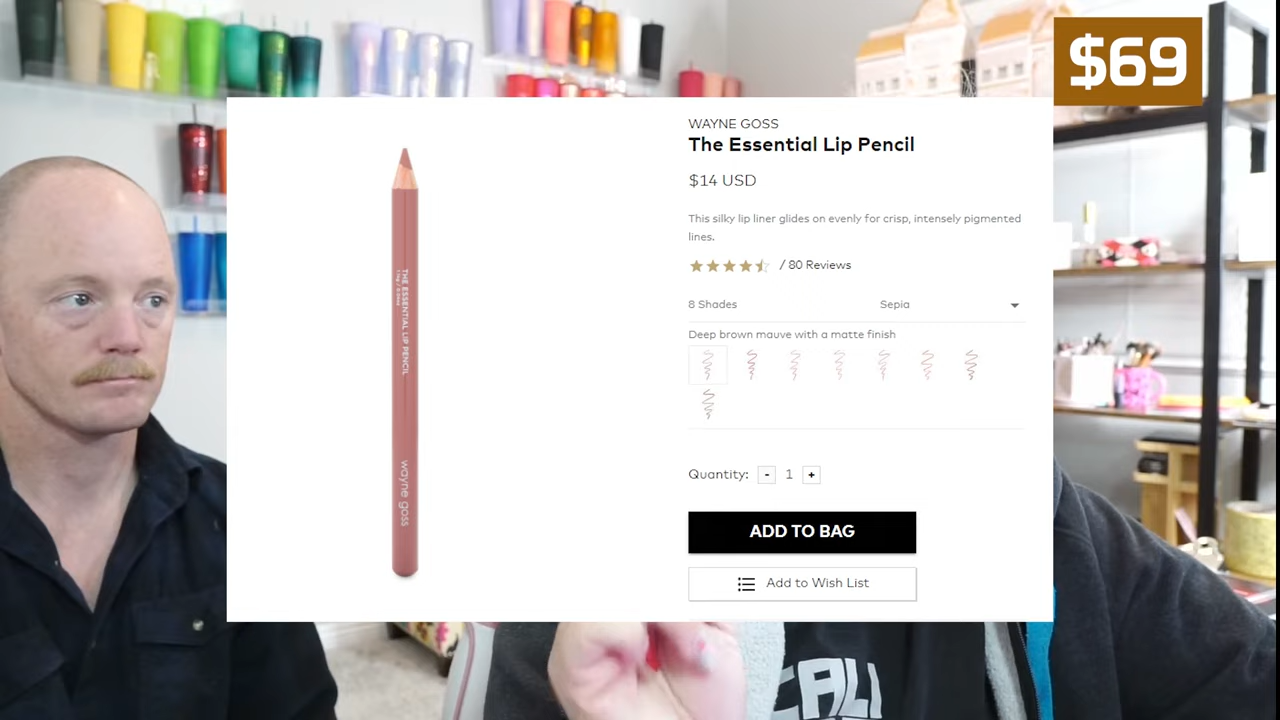 $69
WAYNE GOSS
The Essential Lip Pencil
$14 USD
This silky lip liner glides on evenly for crisp, intensely pigmented
lines.
/ 80 Reviews
8 Shades
Sepia
Deep brown mauve with a matte finish
Quantity: - 1 +
ADD TO BAG
Add to Wish List
THE ESSENTIAL LIP PENCIL
wayne goss
CALI